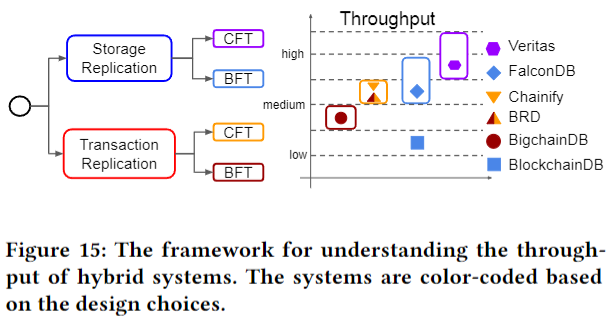 Storage
Replication
CFT
BFT
Transaction
Replication
CFT
BFT
Throughput
high
medium
low
Veritas
FalconDB
Chainify
BRD
BigchainDB
BlockchainDB
Figure 15: The framework for understanding the through-
put of hybrid systems. The systems are color-coded based
on the design choices.